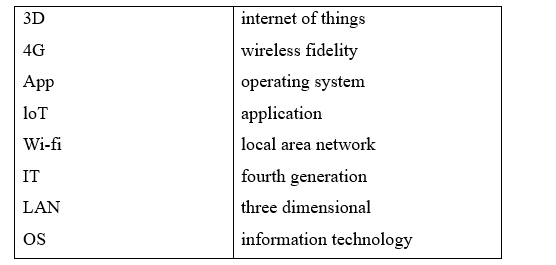 3D internet of things
4G wireless fidelity
App operating system
loT application
Wi-fi local area network
IT fourth generation
LAN three dimensional
OS information technology